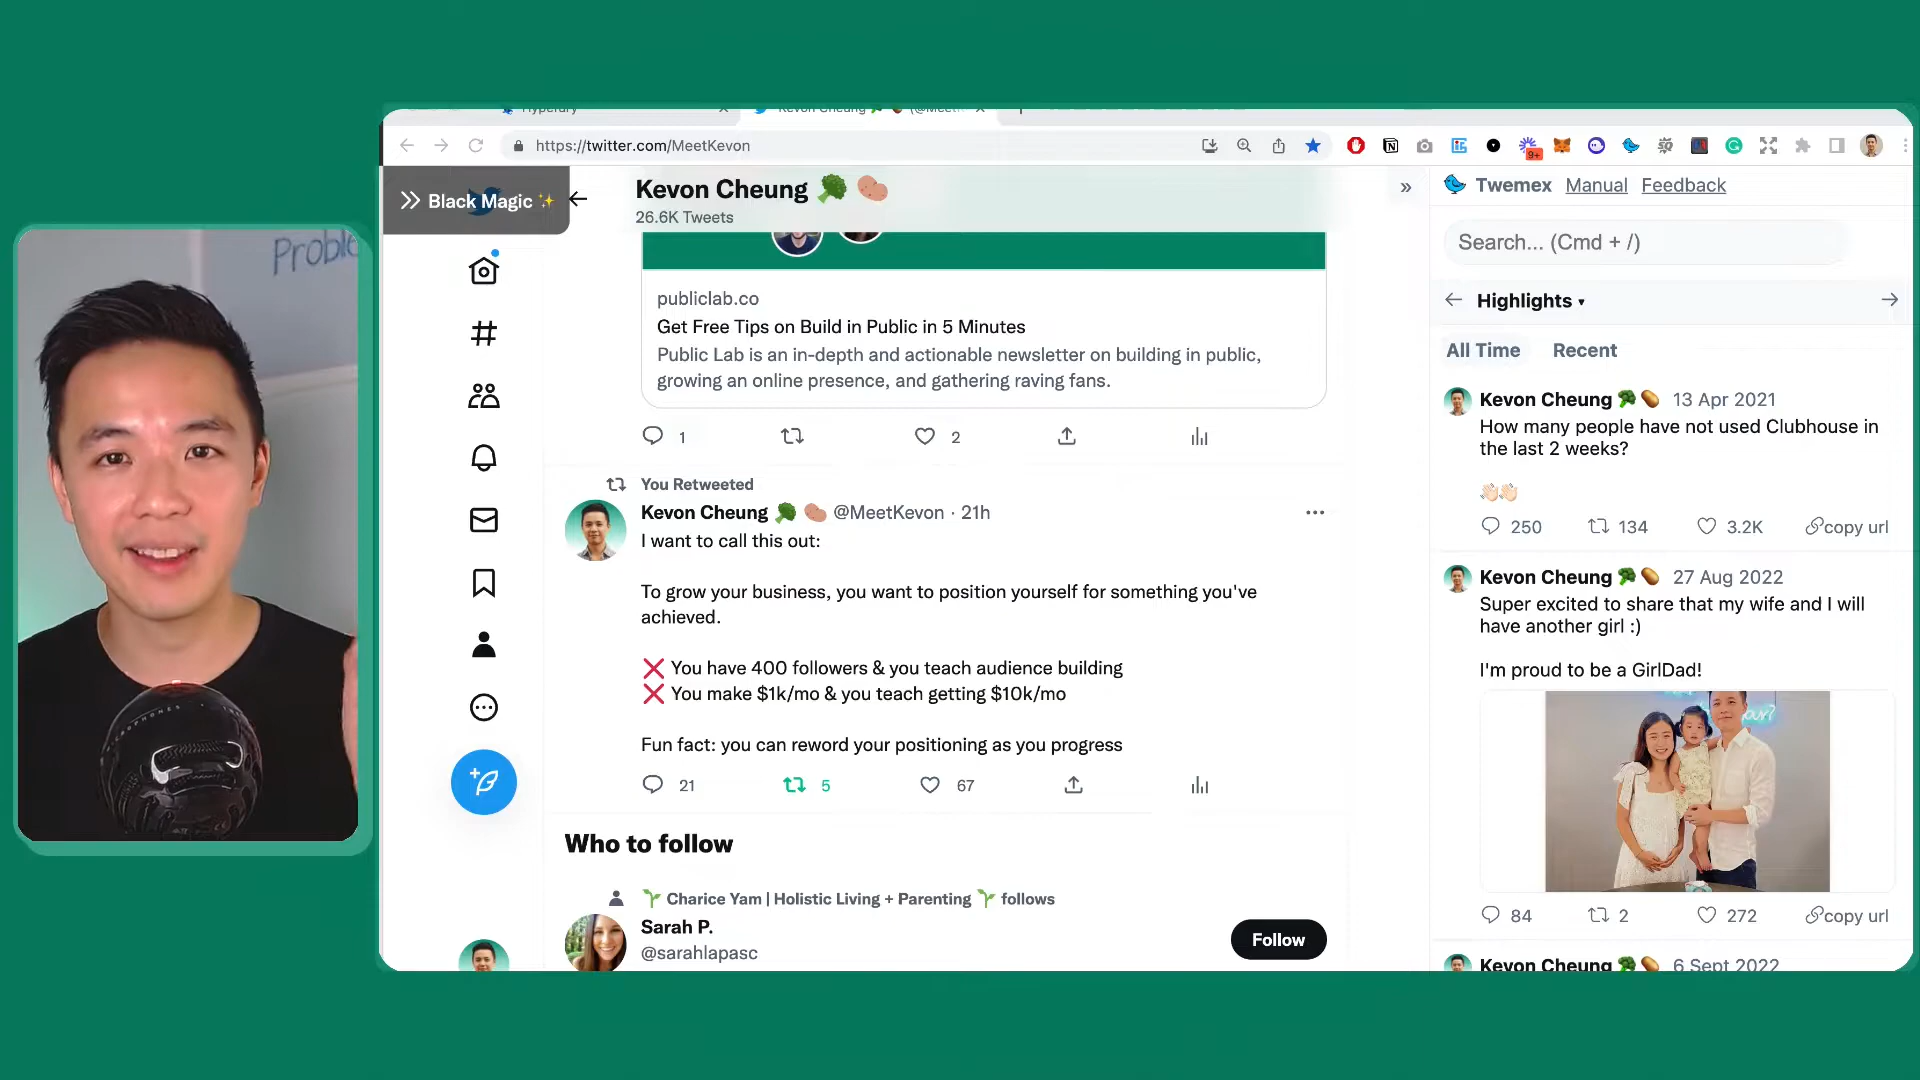 Proble
Hypefury
Kevon Cheung
https://twitter.com/MeetKevon
9+
Black Magic
Kevon Cheung
26.6K Tweets
publiclab.co
Get Free Tips on Build in Public in 5 Minutes
Public Lab is an in-depth and actionable newsletter on building in public,
growing an online presence, and gathering raving fans.
1
2
You Retweeted
Kevon Cheung @MeetKevon · 21h
I want to call this out:
To grow your business, you want to position yourself for something you've
achieved.
❌ You have 400 followers & you teach audience building
❌ You make $1k/mo & you teach getting $10k/mo
Fun fact: you can reword your positioning as you progress
21
5
67
Who to follow
Charice Yam | Holistic Living + Parenting follows
Sarah P.
@sarahlapasc
Follow
Twemex Manual Feedback
Search... (Cmd + /)
Highlights
All Time Recent
Kevon Cheung 13 Apr 2021
How many people have not used Clubhouse in
the last 2 weeks?
👏🏻👏🏻
250 134 3.2K copy url
Kevon Cheung 27 Aug 2022
Super excited to share that my wife and I will
have another girl :)
I'm proud to be a GirlDad!
84 2 272 copy url
Kevon Cheung 6 Sept 2022